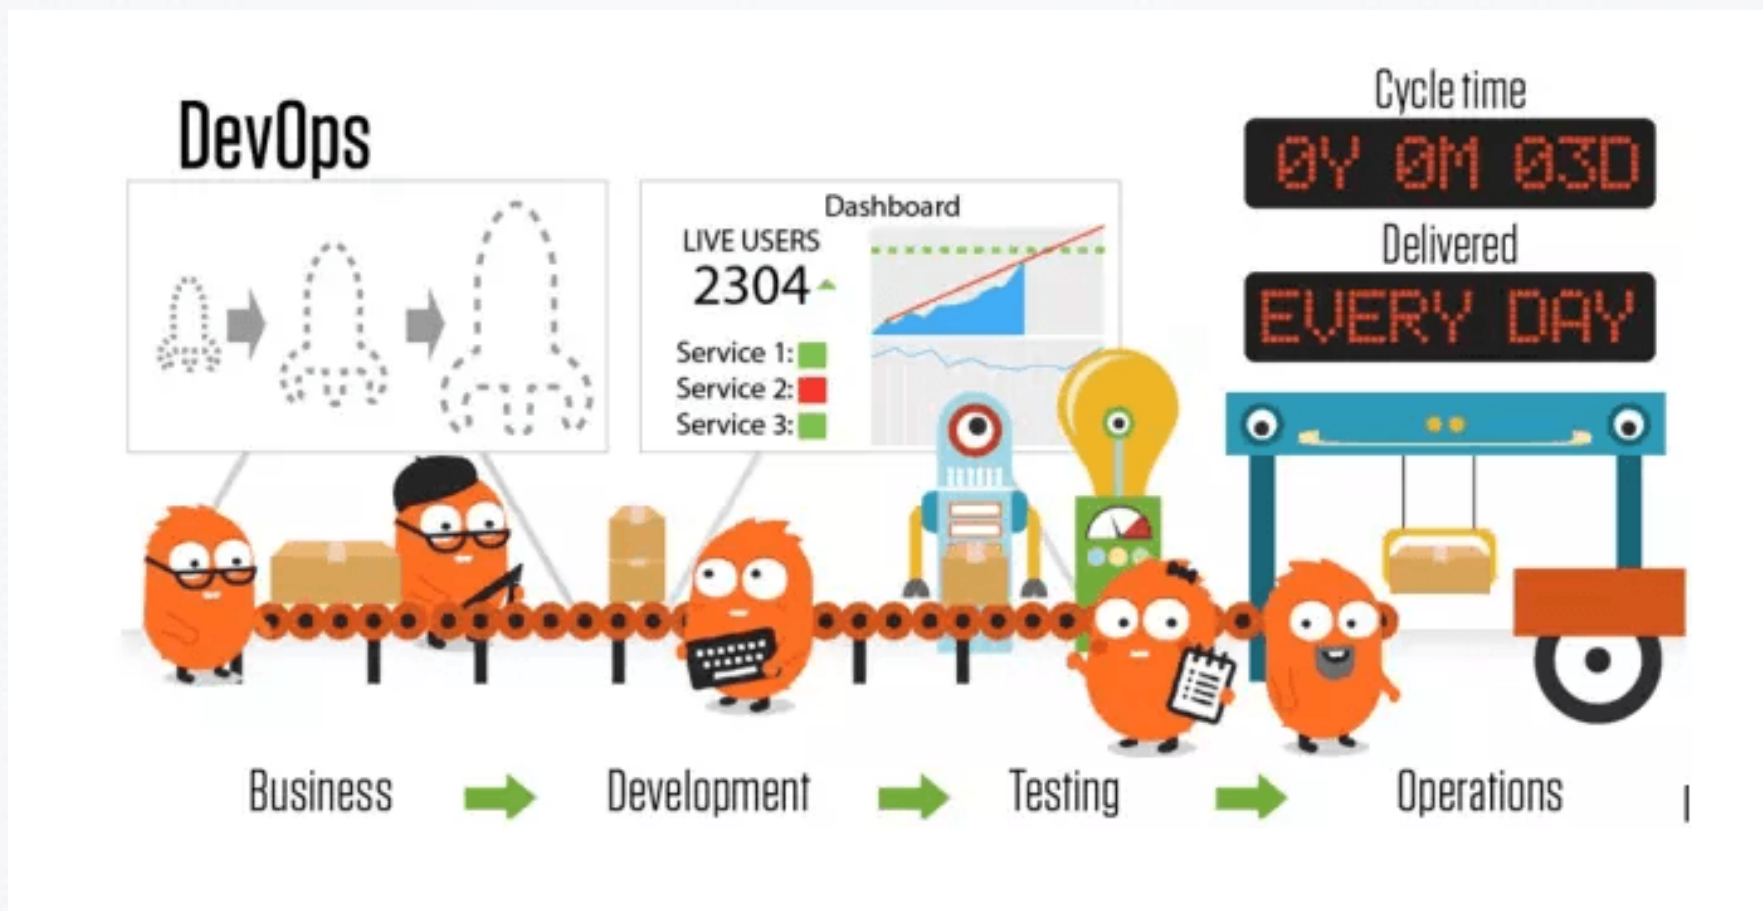 DevOps
Cycle time
0Y 0M 03D
Delivered
EVERY DAY
Dashboard
LIVE USERS
2304
Service 1:
Service 2:
Service 3:
Business
Development
Testing
Operations